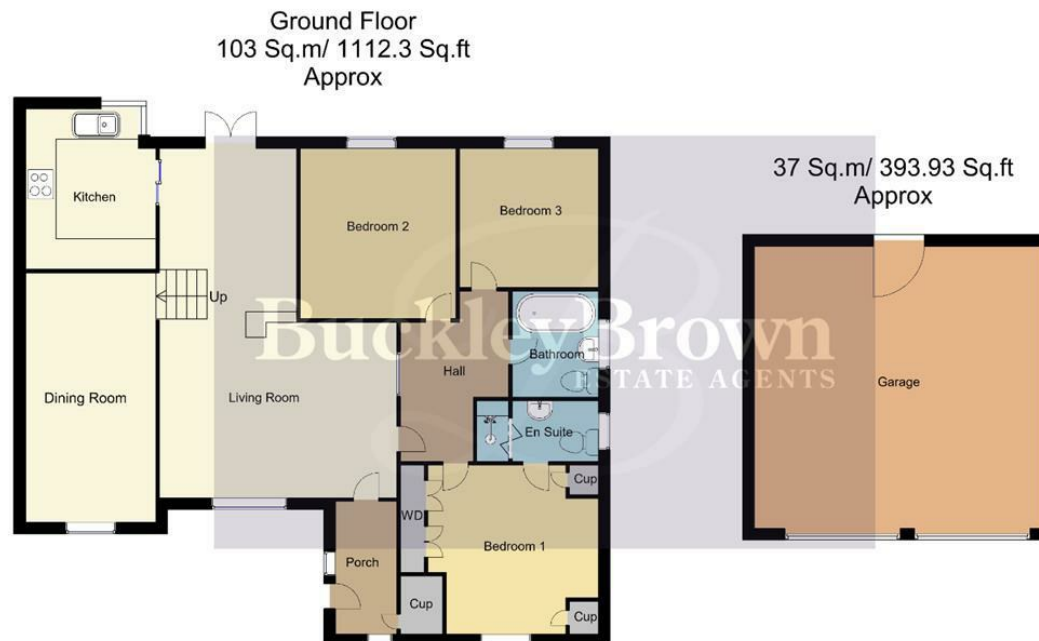 Ground Floor
103 Sq.m/ 1112.3 Sq.ft
Approx
37 Sq.m/ 393.93 Sq.ft
Approx
Kitchen
Bedroom 2
Bedroom 3
Up
Buckley Brown
ESTATE AGENTS
Bathroom
Hall
Garage
Dining Room
Living Room
En Suite
Cup
WD
Bedroom 1
Porch
Cup
Cup